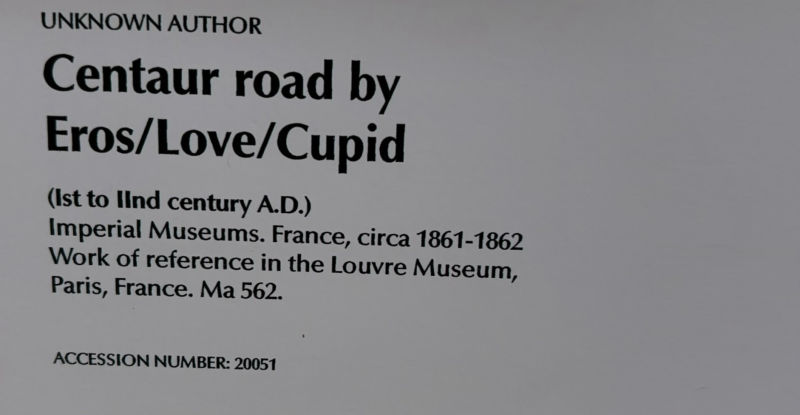 UNKNOWN AUTHOR
Centaur road by
Eros/Love/Cupid
(Ist to IInd century A.D.)
Imperial Museums. France, circa 1861-1862
Work of reference in the Louvre Museum,
Paris, France. Ma 562.
ACCESSION NUMBER: 20051